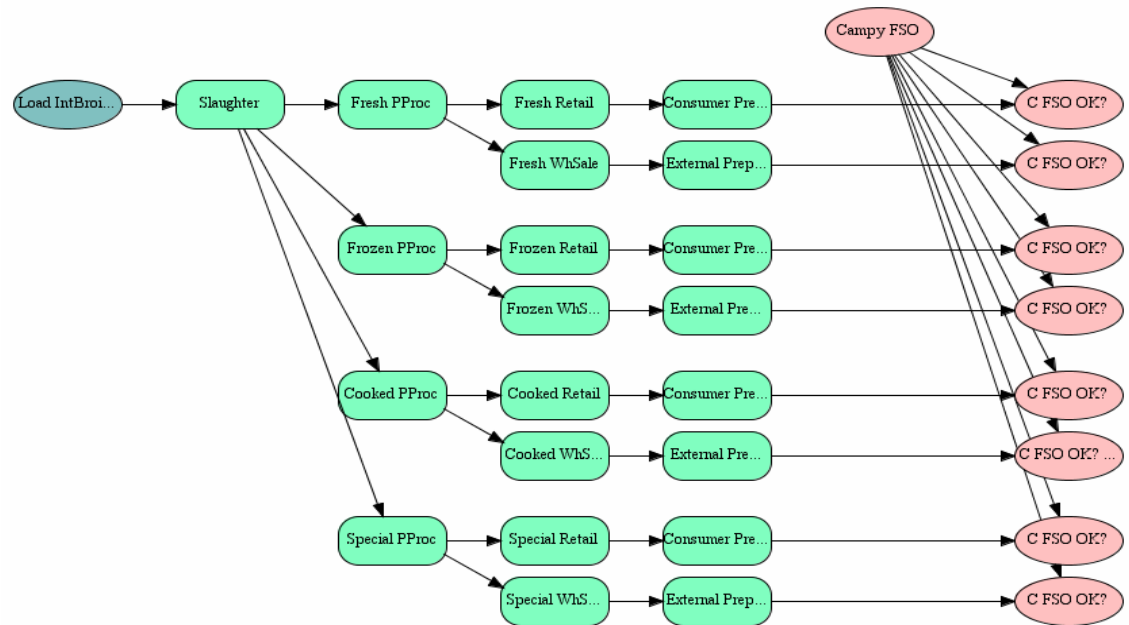 Campy FSO
Load IntBroi...
Slaughter
Fresh PProc
Fresh Retail
Consumer Pre...
C FSO OK?
Fresh WhSale
External Prep...
C FSO OK?
Frozen PProc
Frozen Retail
Consumer Pre...
C FSO OK?
Frozen WhS...
External Pre...
C FSO OK?
Cooked PProc
Cooked Retail
Consumer Pre...
C FSO OK?
Cooked WhS...
External Pre...
C FSO OK? ...
Special PProc
Special Retail
Consumer Pre...
C FSO OK?
Special WhS...
External Prep...
C FSO OK?